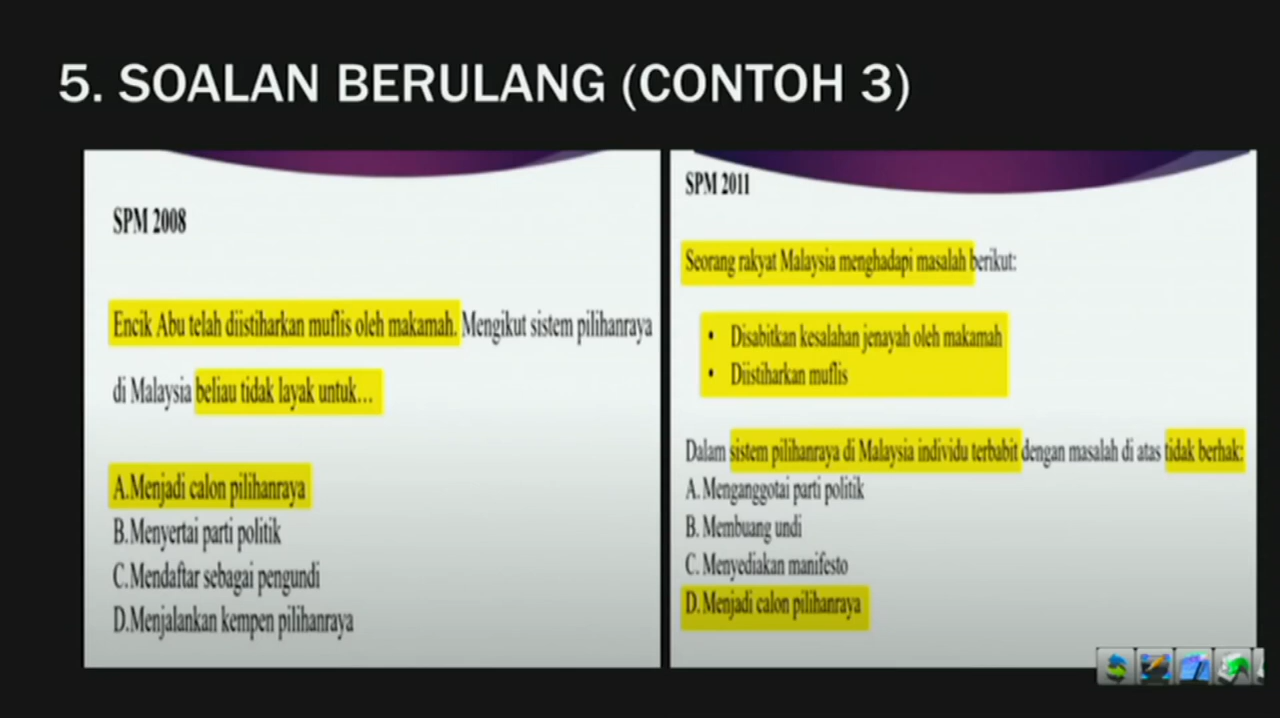 5. SOALAN BERULANG (CONTOH 3)
SPM 2008
Encik Abu telah diistiharkan muflis oleh makamah. Mengikut sistem pilihanraya
di Malaysia beliau tidak layak untuk...
A.Menjadi calon pilihanraya
B.Menyertai parti politik
C.Mendaftar sebagai pengundi
D.Menjalankan kempen pilihanraya
SPM 2011
Seorang rakyat Malaysia menghadapi masalah berikut:
• Disabitkan kesalahan jenayah oleh makamah
• Diistiharkan muflis
Dalam sistem pilihanraya di Malaysia individu terbabit dengan masalah di atas tidak berhak:
A. Menganggotai parti politik
B. Membuang undi
C. Menyediakan manifesto
D. Menjadi calon pilihanraya